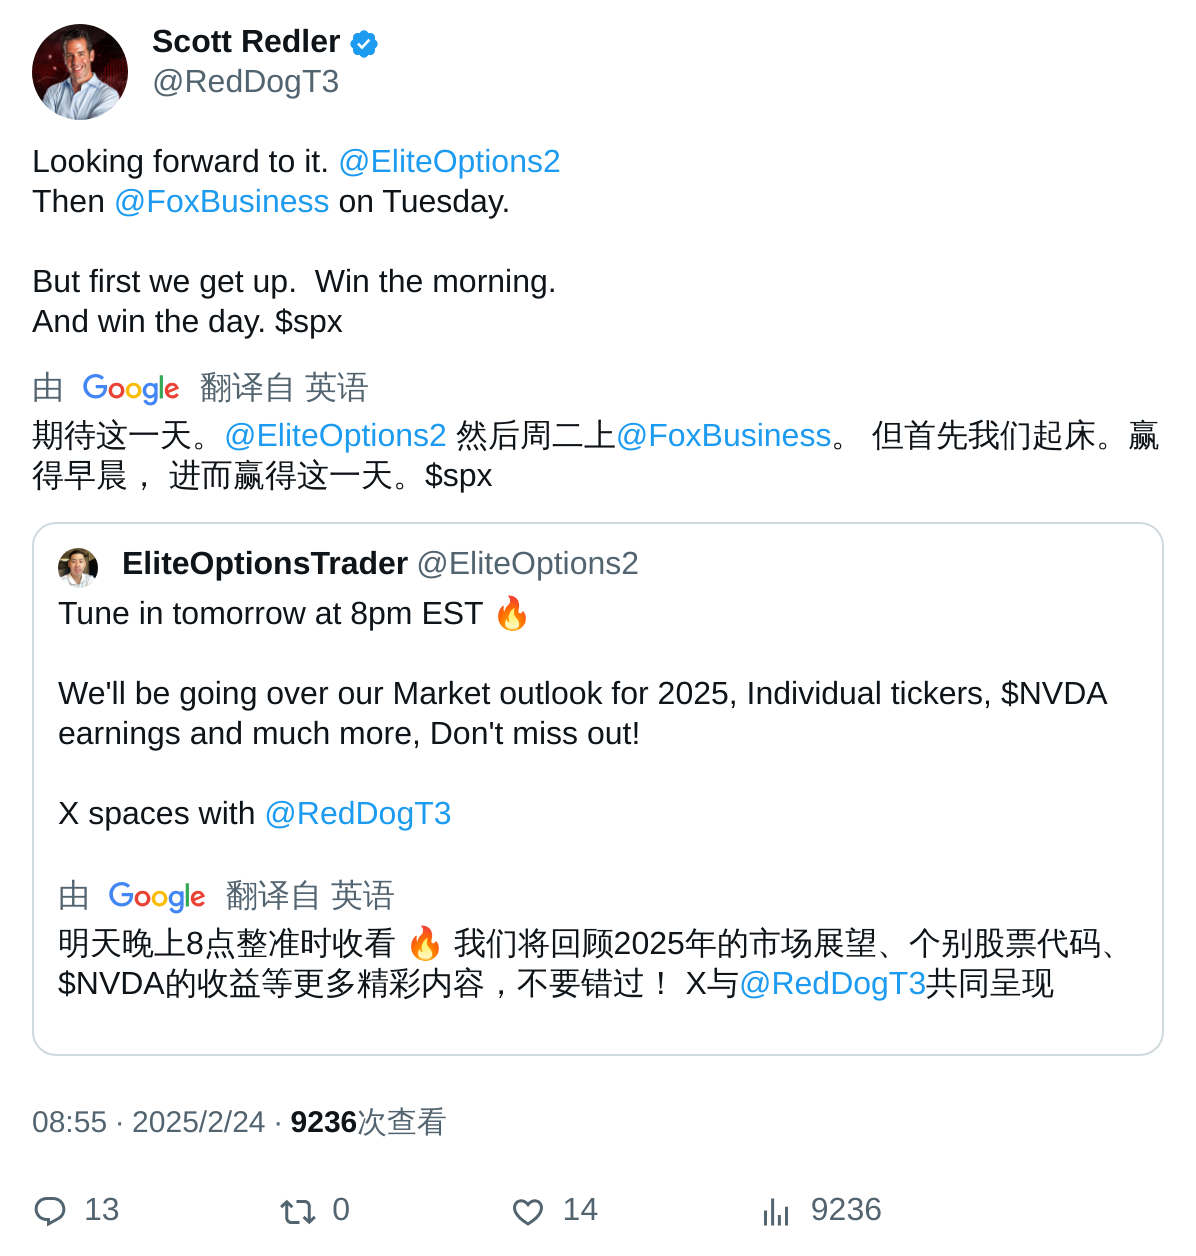 Scott Redler
@RedDogT3
Looking forward to it. @EliteOptions2
Then @FoxBusiness on Tuesday.
But first we get up.  Win the morning.
And win the day. $spx
由 Google 翻译自 英语
期待这一天。@EliteOptions2 然后周二上@FoxBusiness。 但首先我们起床。赢
得早晨， 进而赢得这一天。$spx
EliteOptionsTrader @EliteOptions2
Tune in tomorrow at 8pm EST 🔥
We'll be going over our Market outlook for 2025, Individual tickers, $NVDA
earnings and much more, Don't miss out!
X spaces with @RedDogT3
由 Google 翻译自 英语
明天晚上8点整准时收看 🔥 我们将回顾2025年的市场展望、个别股票代码、
$NVDA的收益等更多精彩内容，不要错过！ X与@RedDogT3共同呈现
08:55 · 2025/2/24 · 9236次查看
13 0 14 9236